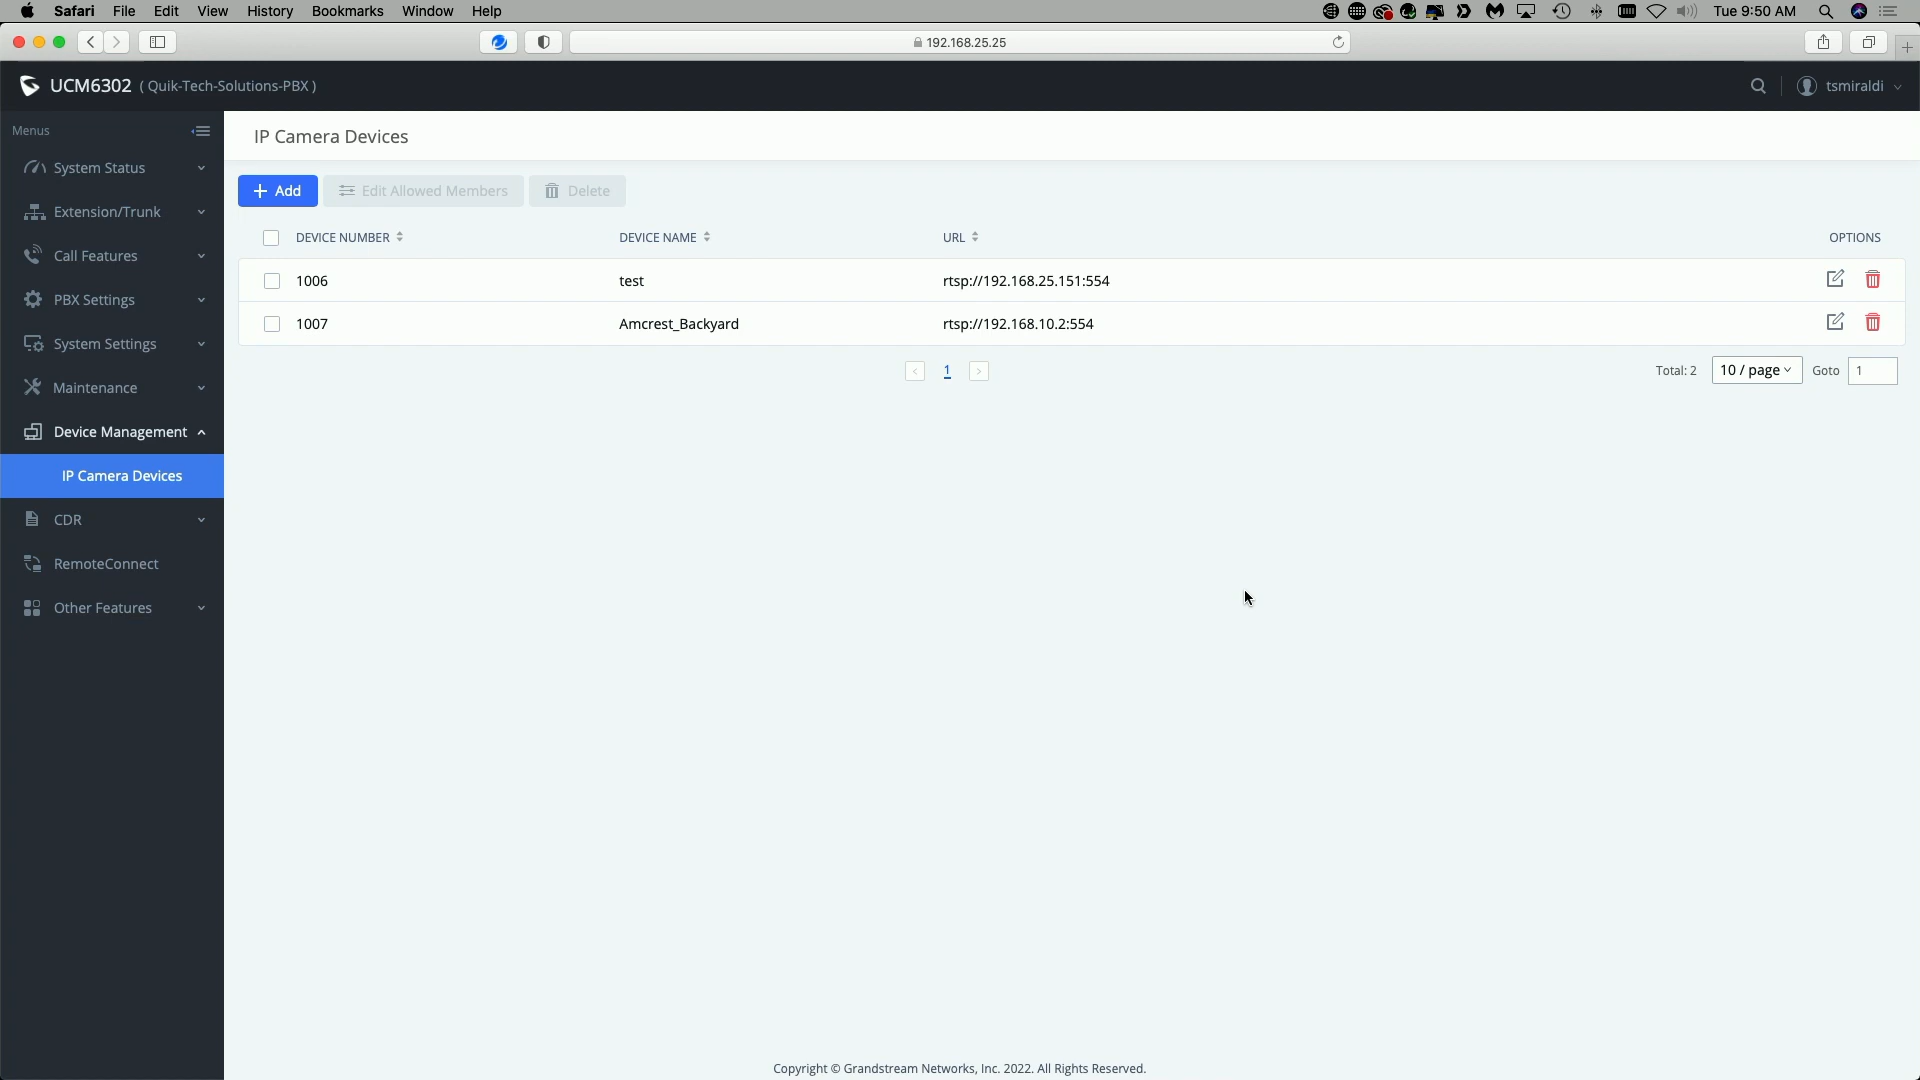 Safari File Edit View History Bookmarks Window Help Tue 9:50 AM
192.168.25.25
UCM6302 ( Quik-Tech-Solutions-PBX ) tsmiraldi
Menus
System Status
Extension/Trunk
Call Features
PBX Settings
System Settings
Maintenance
Device Management
IP Camera Devices
CDR
RemoteConnect
Other Features
IP Camera Devices
+ Add Edit Allowed Members Delete
DEVICE NUMBER DEVICE NAME URL OPTIONS
1006 test rtsp://192.168.25.151:554
1007 Amcrest_Backyard rtsp://192.168.10.2:554
< 1 > Total: 2 10 / page Goto 1
Copyright © Grandstream Networks, Inc. 2022. All Rights Reserved.